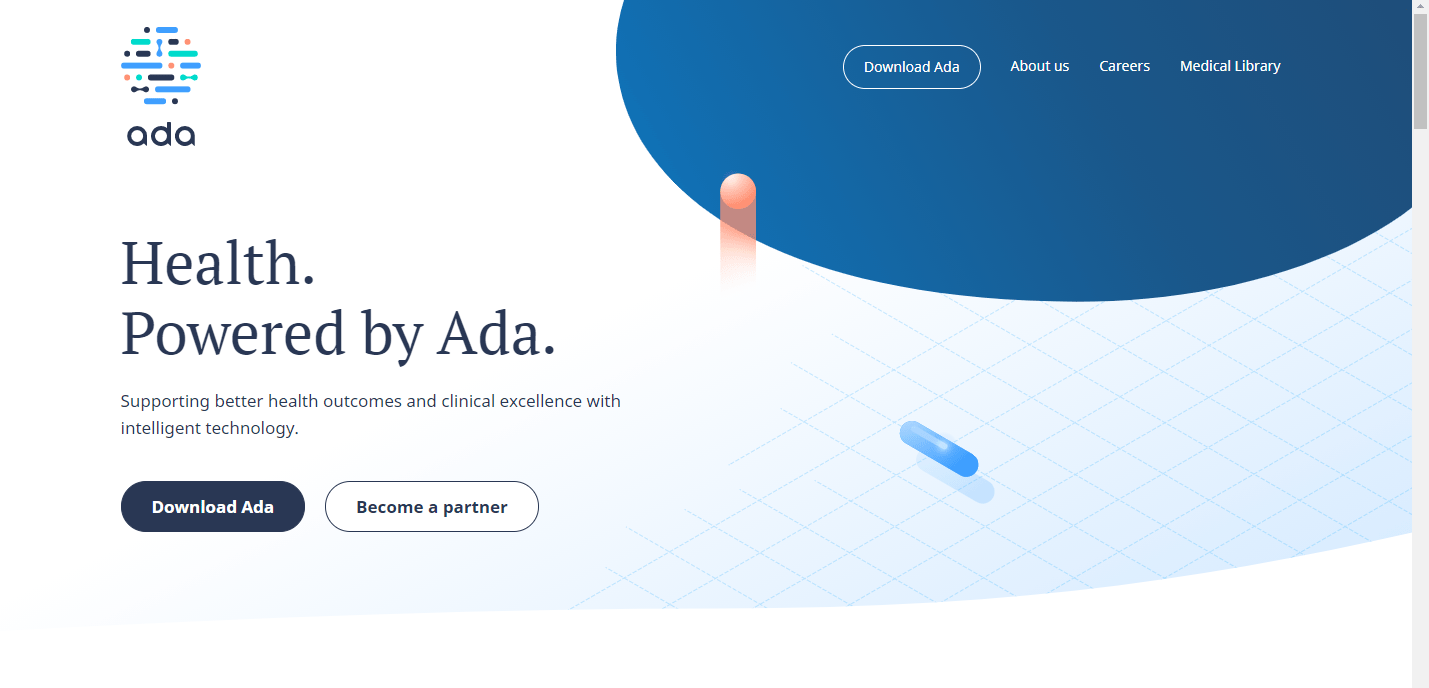 ada
Download Ada
About us
Careers
Medical Library
Health.
Powered by Ada.
Supporting better health outcomes and clinical excellence with
intelligent technology.
Download Ada
Become a partner